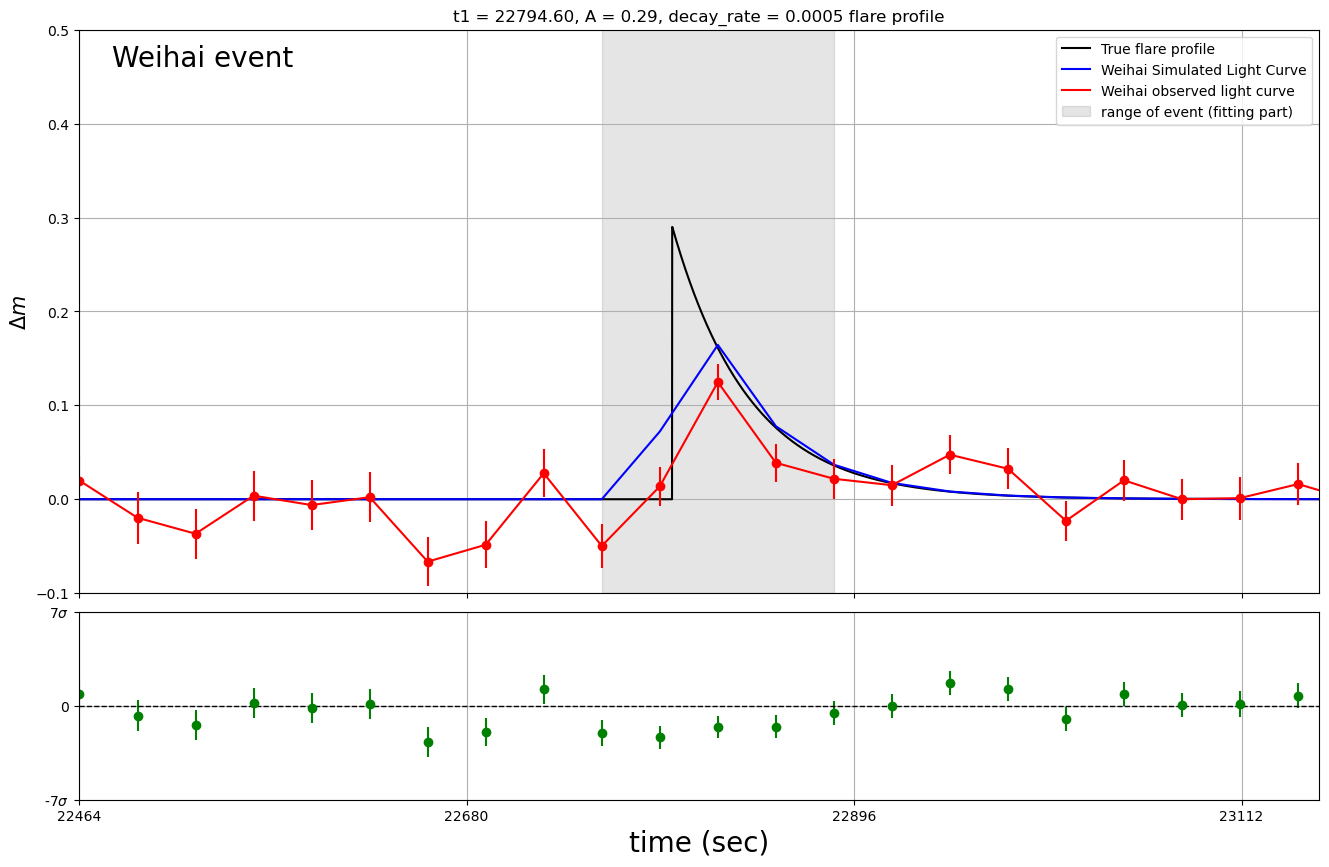 t1 = 22794.60, A = 0.29, decay_rate = 0.0005 flare profile
Weihai event
True flare profile
Weihai Simulated Light Curve
Weihai observed light curve
range of event (fitting part)
0.5
0.4
0.3
0.2
0.1
0.0
−0.1
Δm
7σ
0
-7σ
22464
22680
22896
23112
time (sec)